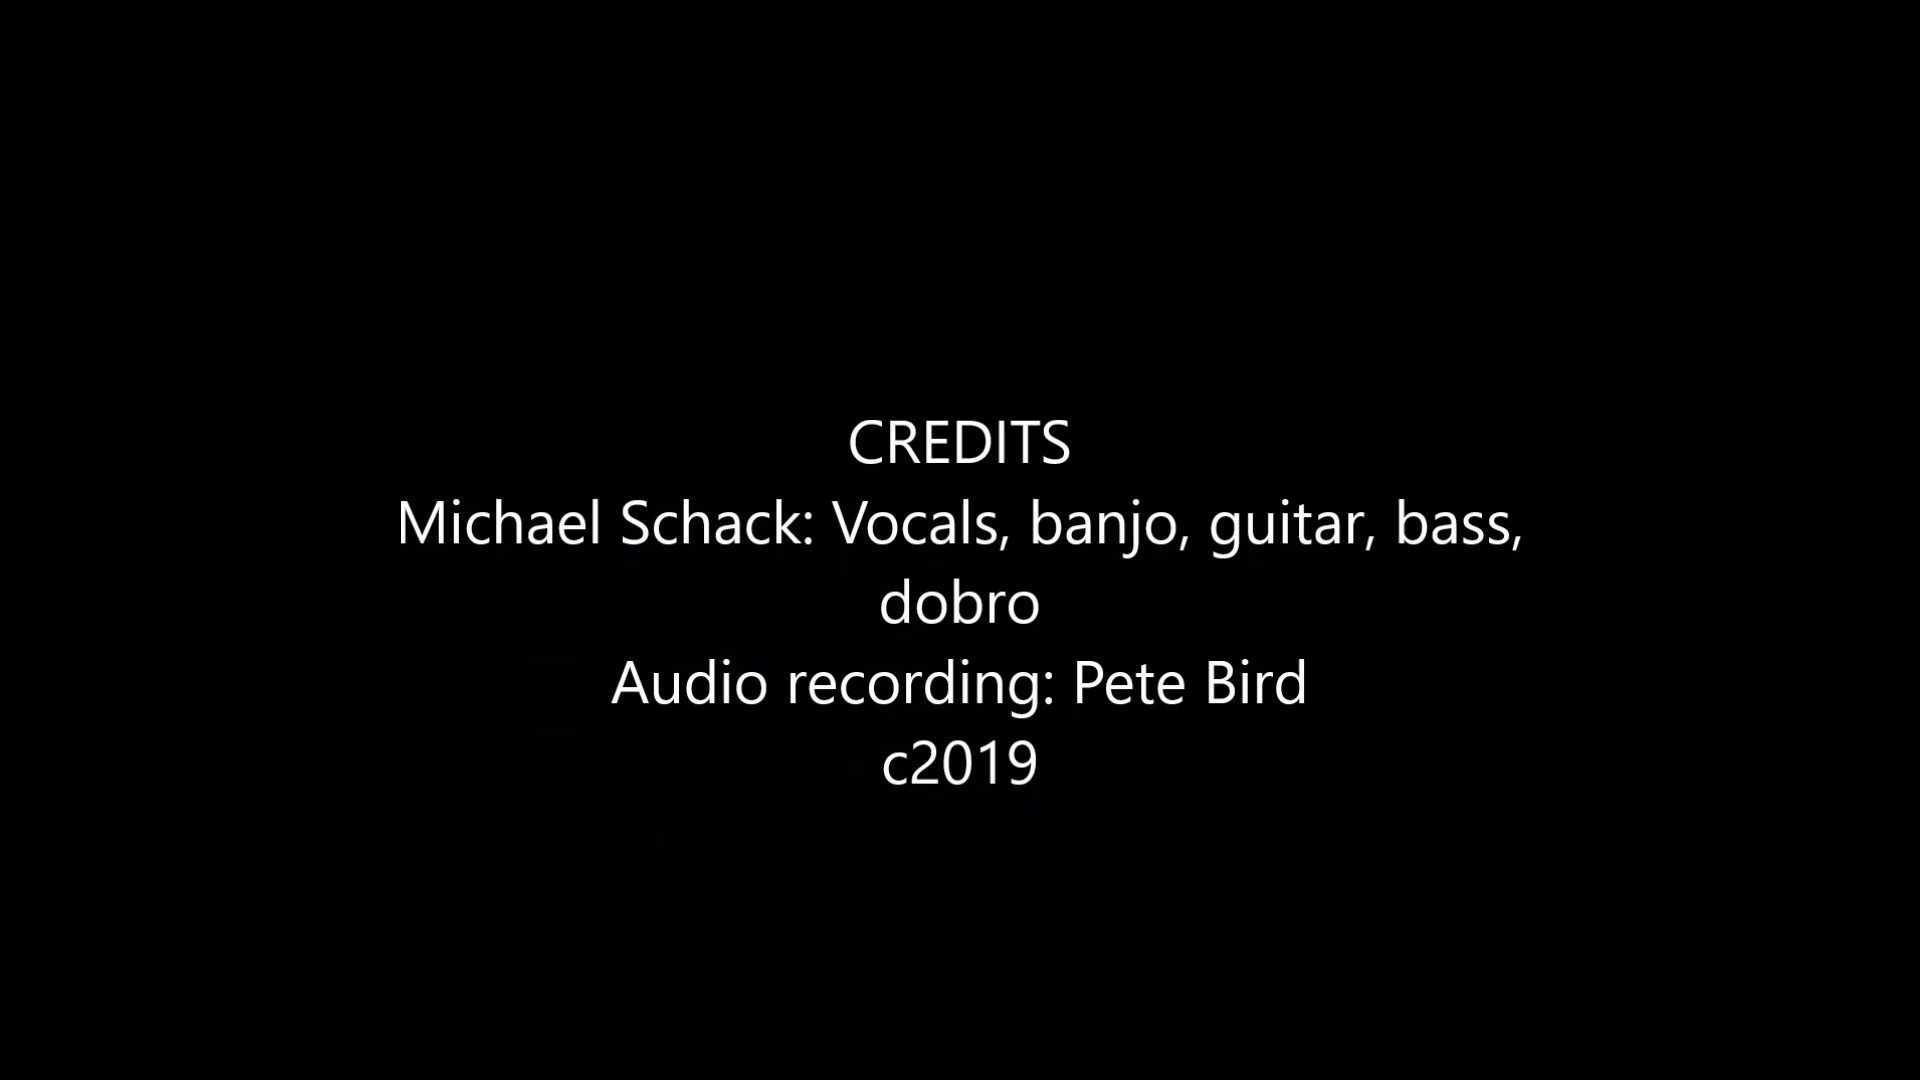 CREDITS
Michael Schack: Vocals, banjo, guitar, bass,
dobro
Audio recording: Pete Bird
c2019